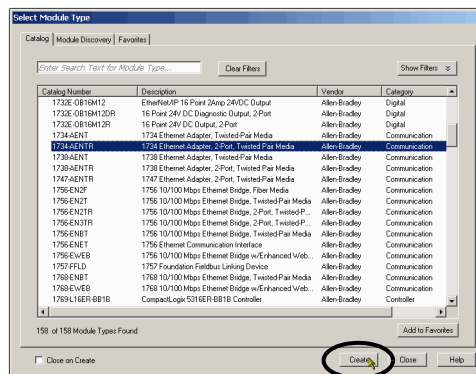 Select Module Type
Catalog Module Discovery Favorites
Enter Search Text for Module Type... Clear Filters Show Filters
Catalog Number Description Vendor Category
1732E-OB16M12 EtherNet/IP 16 Point 2Amp 24VDC Output Allen-Bradley Digital
1732E-OB16M12DR 16 Point 24V DC Diagnostic Output, 2-Port Allen-Bradley Digital
1732E-OB16M12R 16 Point 24V DC Output, 2-Port Allen-Bradley Digital
1734-AENT 1734 Ethernet Adapter, Twisted-Pair Media Allen-Bradley Communication
1734-AENTR 1734 Ethernet Adapter, 2-Port, Twisted Pair Media Allen-Bradley Communication
1738-AENT 1738 Ethernet Adapter, Twisted-Pair Media Allen-Bradley Communication
1738-AENTR 1738 Ethernet Adapter, 2-Port, Twisted Pair Media Allen-Bradley Communication
1747-AENTR 1747 Ethernet Adapter, 2-Port, Twisted Pair Media Allen-Bradley Communication
1756-EN2F 1756 10/100 Mbps Ethernet Bridge, Fiber Media Allen-Bradley Communication
1756-EN2T 1756 10/100 Mbps Ethernet Bridge, Twisted-Pair Media Allen-Bradley Communication
1756-EN2TR 1756 10/100 Mbps Ethernet Bridge, 2-Port, Twisted-P... Allen-Bradley Communication
1756-EN3TR 1756 10/100 Mbps Ethernet Bridge, 2-Port, Twisted-P... Allen-Bradley Communication
1756-ENBT 1756 10/100 Mbps Ethernet Bridge, Twisted-Pair Media Allen-Bradley Communication
1756-ENET 1756 Ethernet Communication Interface Allen-Bradley Communication
1756-EWEB 1756 10/100 Mbps Ethernet Bridge w/Enhanced Web... Allen-Bradley Communication
1757-FFLD 1757 Foundation Fieldbus Linking Device Allen-Bradley Communication
1768-ENBT 1768 10/100 Mbps Ethernet Bridge, Twisted-Pair Media Allen-Bradley Communication
1768-EWEB 1768 10/100 Mbps Ethernet Bridge w/Enhanced Web... Allen-Bradley Communication
1769-L16ER-BB1B CompactLogix 5316ER-BB1B Controller Allen-Bradley Controller
158 of 158 Module Types Found Add to Favorites
Close on Create Create Close Help